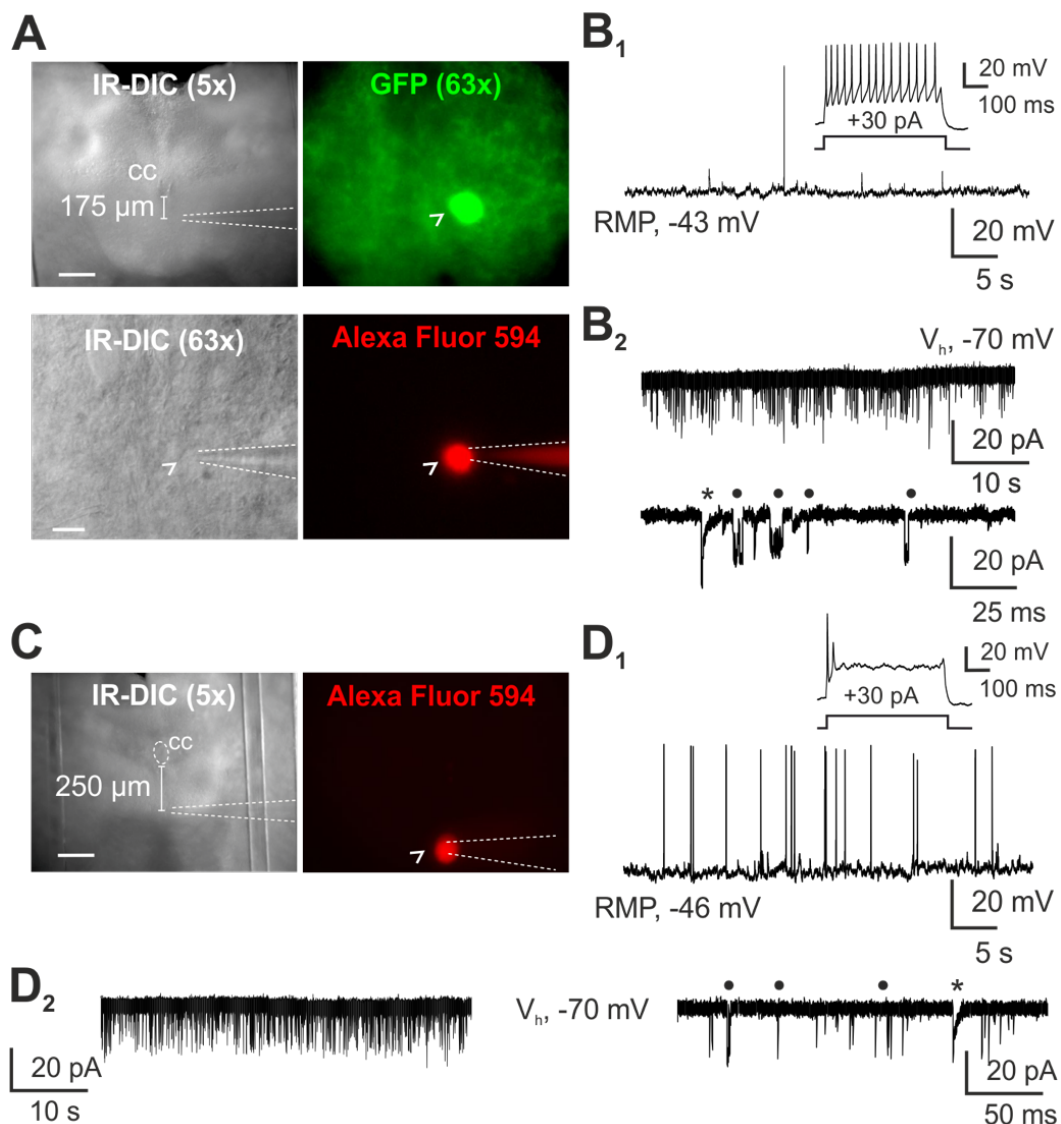 A
IR-DIC (5x)
cc
175 µm
GFP (63x)
IR-DIC (63x)
Alexa Fluor 594
B1
20 mV
100 ms
+30 pA
RMP, -43 mV
20 mV
5 s
B2
Vh, -70 mV
20 pA
10 s
*
20 pA
25 ms
C
IR-DIC (5x)
cc
250 µm
Alexa Fluor 594
D1
20 mV
100 ms
+30 pA
RMP, -46 mV
20 mV
5 s
D2
20 pA
10 s
Vh, -70 mV
*
20 pA
50 ms